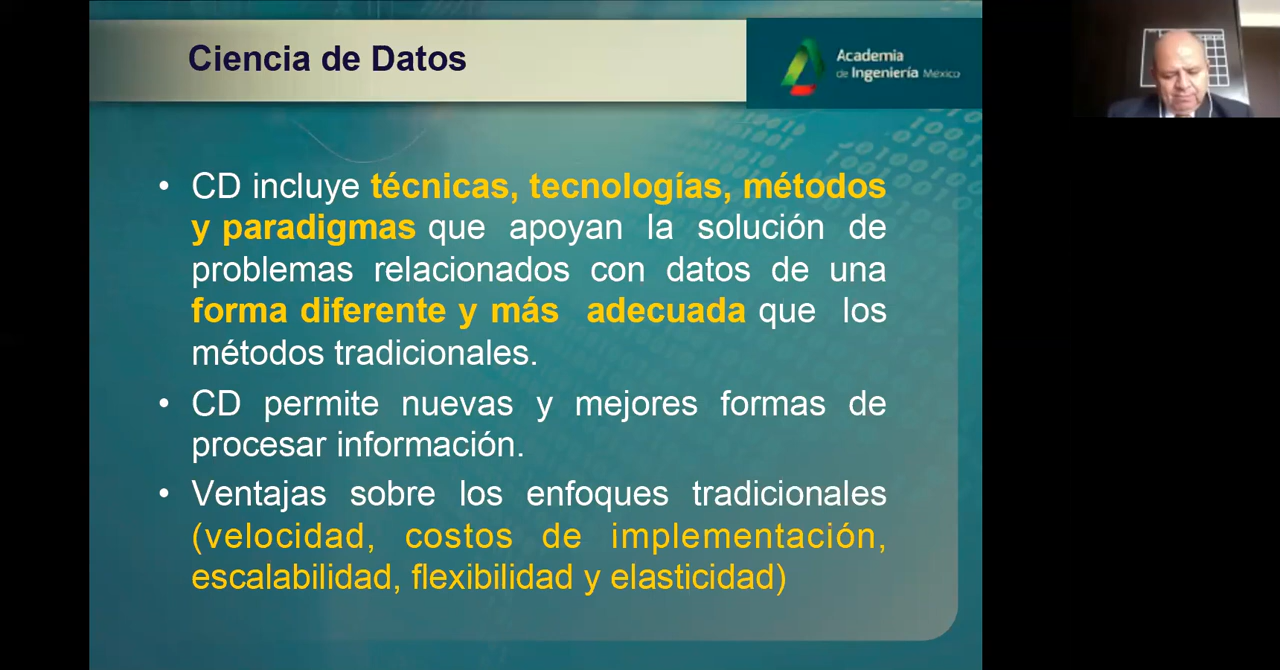 Ciencia de Datos
Academia
de Ingeniería México
• CD incluye técnicas, tecnologías, métodos
y paradigmas que apoyan la solución de
problemas relacionados con datos de una
forma diferente y más adecuada que los
métodos tradicionales.
• CD permite nuevas y mejores formas de
procesar información.
• Ventajas sobre los enfoques tradicionales
(velocidad, costos de implementación,
escalabilidad, flexibilidad y elasticidad)